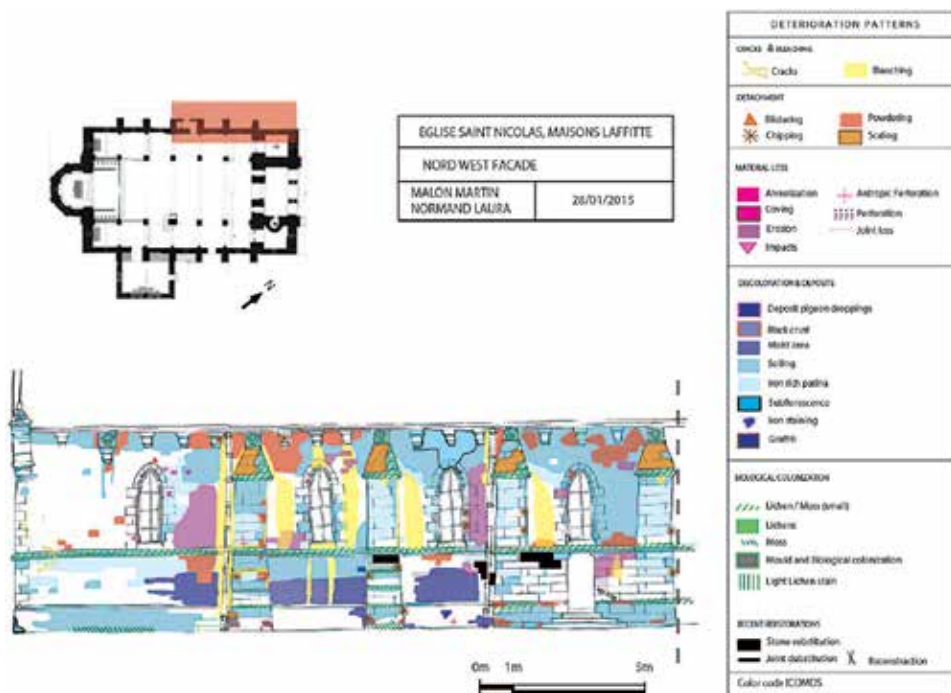 EGLISE SAINT NICOLAS, MAISONS LAFFITTE
NORD WEST FACADE
MALON MARTIN
NORMAND LAURA
28/01/2015
N
0m 1m 5m
DETERIORATION PATTERNS
CRACKS & BLEACHING
Cracks
Bleaching
DETACHMENT
Blistering
Powdering
Chipping
Scaling
MATERIAL LOSS
Alveolization
Antropic Perforation
Coving
Perforation
Erosion
Joint loss
Impacts
DISCOLORATION & DEPOSITS
Deposit pigeon droppings
Black crust
Moist area
Soiling
Iron rich patina
Subflorescence
Iron staining
Graffiti
BIOLOGICAL COLONIZATION
Lichen / Moss (small)
Lichens
Moss
Mould and Biological colonization
Light Lichen stain
RECENT RESTORATIONS
Stone substitution
Joint substitution
Reconstruction
Color code ICOMOS